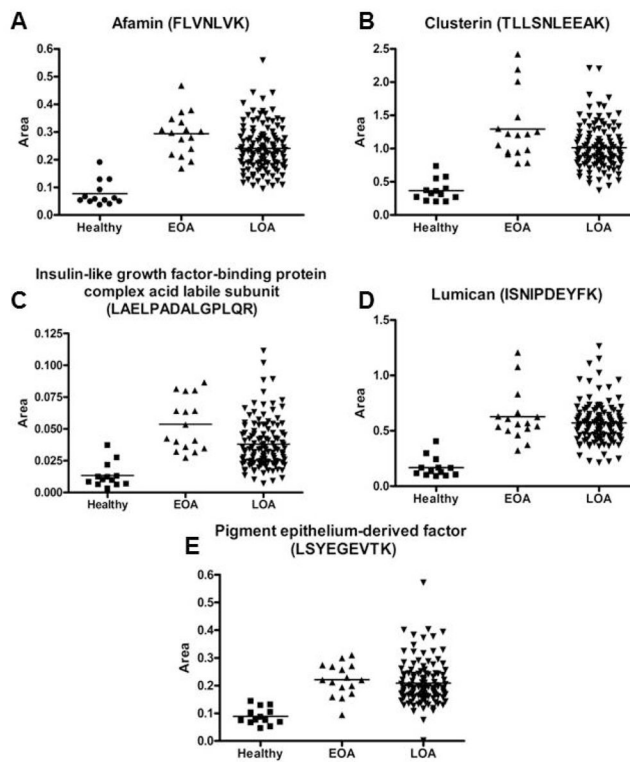 A
Afamin (FLVNLVK)
Area
0.6
0.5
0.4
0.3
0.2
0.1
0.0
Healthy EOA LOA
B
Clusterin (TLLSNLEEAK)
Area
2.5
2.0
1.5
1.0
0.5
0.0
Healthy EOA LOA
C
Insulin-like growth factor-binding protein
complex acid labile subunit
(LAELPADALGPLQR)
Area
0.125
0.100
0.075
0.050
0.025
0.000
Healthy EOA LOA
D
Lumican (ISNIPDEYFK)
Area
1.5
1.0
0.5
0.0
Healthy EOA LOA
E
Pigment epithelium-derived factor
(LSYEGEVTK)
Area
0.6
0.5
0.4
0.3
0.2
0.1
0.0
Healthy EOA LOA